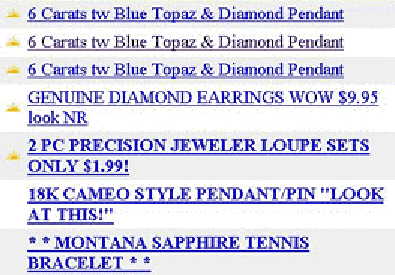 6 Carats tw Blue Topaz & Diamond Pendant
6 Carats tw Blue Topaz & Diamond Pendant
6 Carats tw Blue Topaz & Diamond Pendant
GENUINE DIAMOND EARRINGS WOW $9.95
look NR
2 PC PRECISION JEWELER LOUPE SETS
ONLY $1.99!
18K CAMEO STYLE PENDANT/PIN "LOOK
AT THIS!"
* * MONTANA SAPPHIRE TENNIS
BRACELET * *